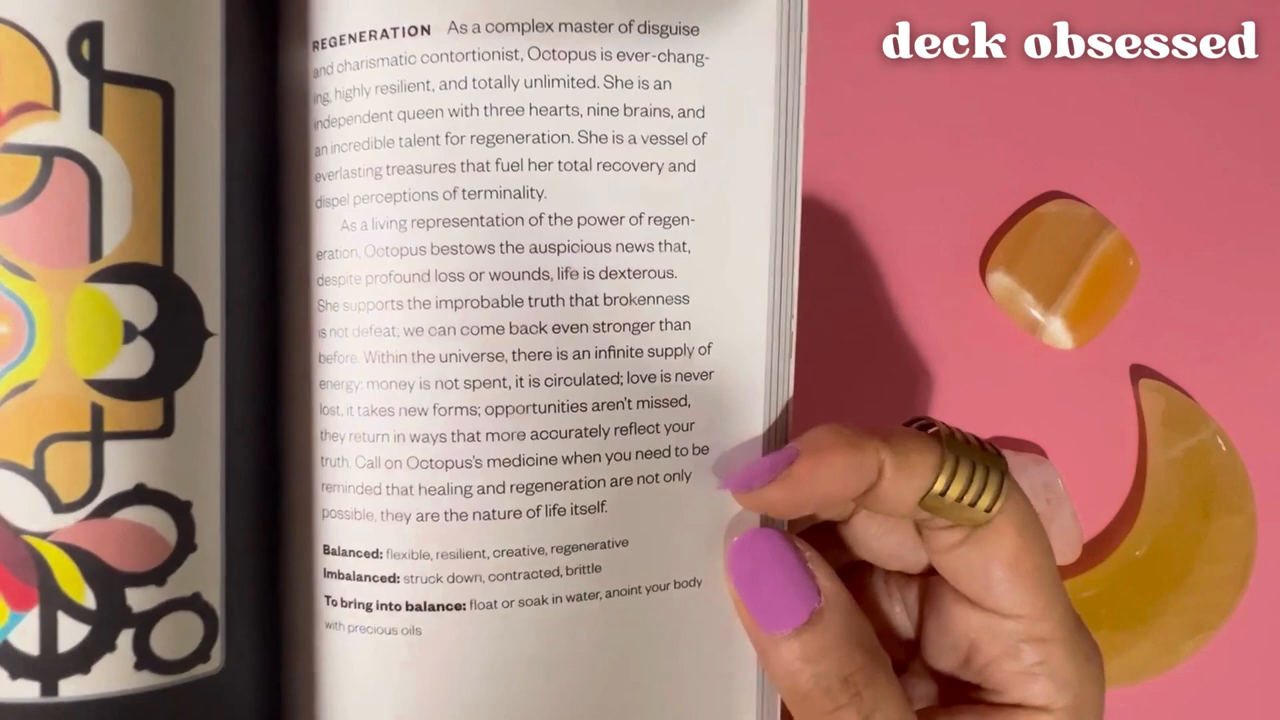 deck obsessed
REGENERATION As a complex master of disguise
and charismatic contortionist, Octopus is ever-chang-
ing, highly resilient, and totally unlimited. She is an
independent queen with three hearts, nine brains, and
an incredible talent for regeneration. She is a vessel of
everlasting treasures that fuel her total recovery and
dispel perceptions of terminality.
As a living representation of the power of regen-
eration, Octopus bestows the auspicious news that,
despite profound loss or wounds, life is dexterous.
She supports the improbable truth that brokenness
is not defeat; we can come back even stronger than
before. Within the universe, there is an infinite supply of
energy: money is not spent, it is circulated; love is never
lost, it takes new forms; opportunities aren't missed,
they return in ways that more accurately reflect your
truth. Call on Octopus's medicine when you need to be
reminded that healing and regeneration are not only
possible, they are the nature of life itself.
Balanced: flexible, resilient, creative, regenerative
Imbalanced: struck down, contracted, brittle
To bring into balance: float or soak in water, anoint your body
with precious oils